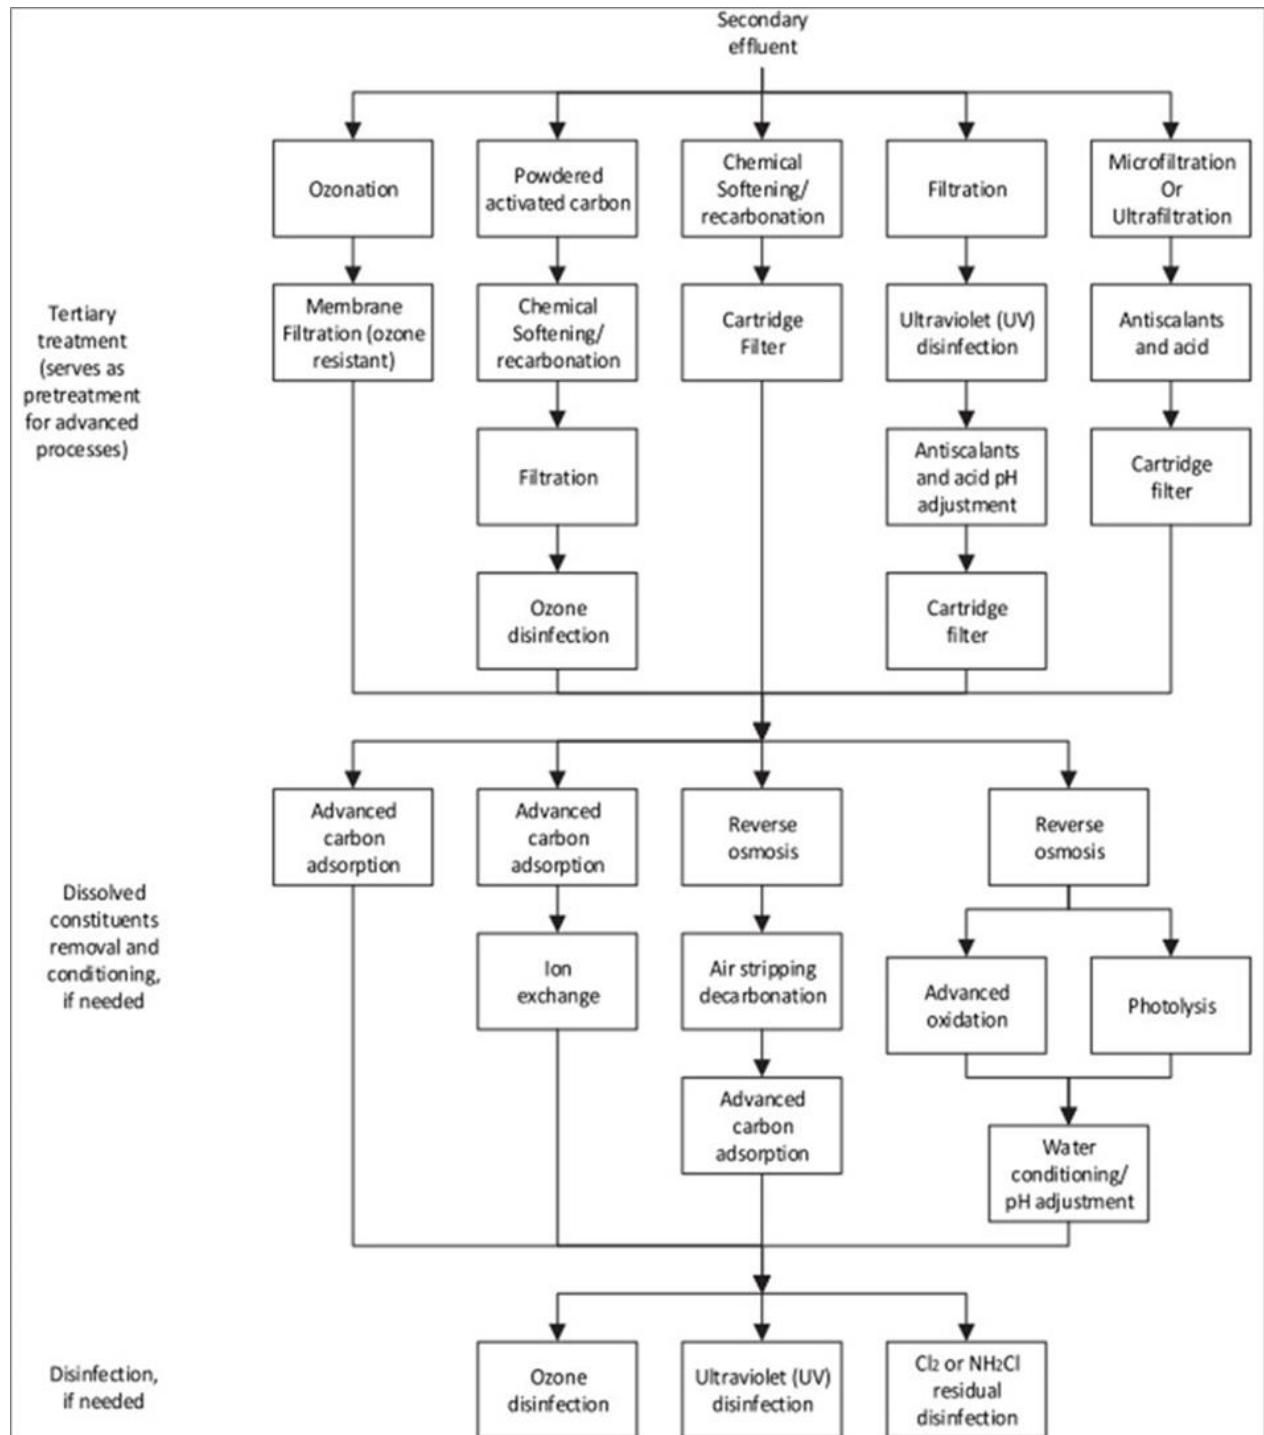 Secondary
effluent
Ozonation
Powdered
activated carbon
Chemical
Softening/
recarbonation
Filtration
Microfiltration
Or
Ultrafiltration
Tertiary
treatment
(serves as
pretreatment
for advanced
processes)
Membrane
Filtration (ozone
resistant)
Chemical
Softening/
recarbonation
Cartridge
Filter
Ultraviolet (UV)
disinfection
Antiscalants
and acid
Filtration
Antiscalants
and acid pH
adjustment
Cartridge
filter
Ozone
disinfection
Cartridge
filter
Advanced
carbon
adsorption
Advanced
carbon
adsorption
Reverse
osmosis
Reverse
osmosis
Dissolved
constituents
removal and
conditioning,
if needed
Ion
exchange
Air stripping
decarbonation
Advanced
oxidation
Photolysis
Advanced
carbon
adsorption
Water
conditioning/
pH adjustment
Disinfection,
if needed
Ozone
disinfection
Ultraviolet (UV)
disinfection
Cl2 or NH2Cl
residual
disinfection